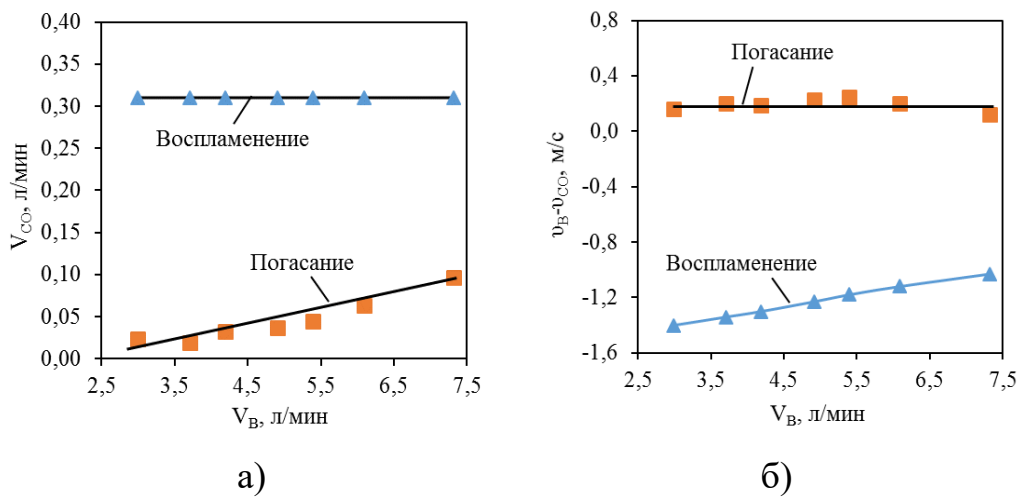 0,40
0,35
0,30
0,25
0,20
0,15
0,10
0,05
0,00
V_CO, л/мин
Воспламенение
Погасание
2,5 3,5 4,5 5,5 6,5 7,5
V_В, л/мин
а)
0,8
0,4
0,0
-0,4
-0,8
-1,2
-1,6
υ_В-υ_CO, м/с
Погасание
Воспламенение
2,5 3,5 4,5 5,5 6,5 7,5
V_В, л/мин
б)